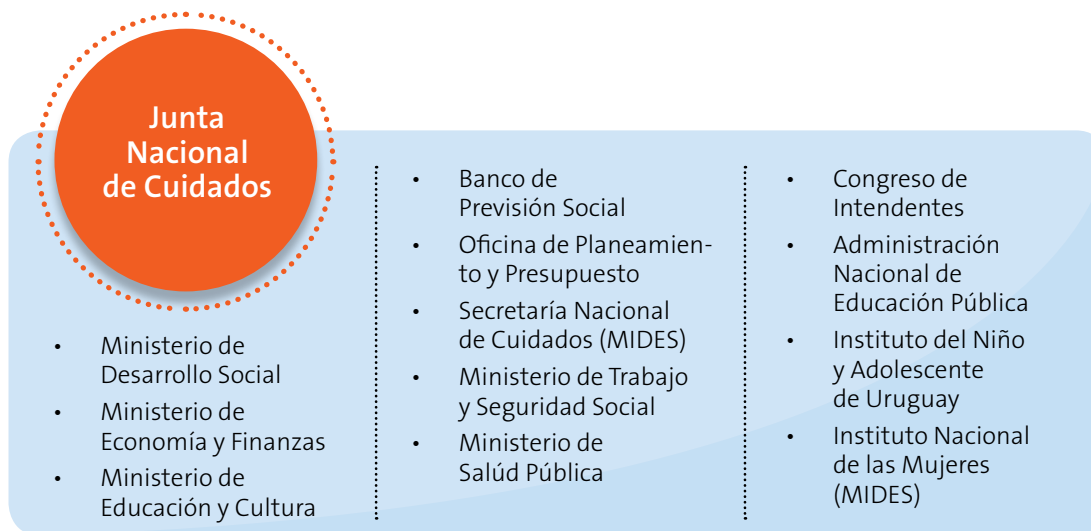 Junta
Nacional
de Cuidados
• Ministerio de
Desarrollo Social
• Ministerio de
Economía y Finanzas
• Ministerio de
Educación y Cultura
• Banco de
Previsión Social
• Oficina de Planeamien-
to y Presupuesto
• Secretaría Nacional
de Cuidados (MIDES)
• Ministerio de Trabajo
y Seguridad Social
• Ministerio de
Salúd Pública
• Congreso de
Intendentes
• Administración
Nacional de
Educación Pública
• Instituto del Niño
y Adolescente
de Uruguay
• Instituto Nacional
de las Mujeres
(MIDES)